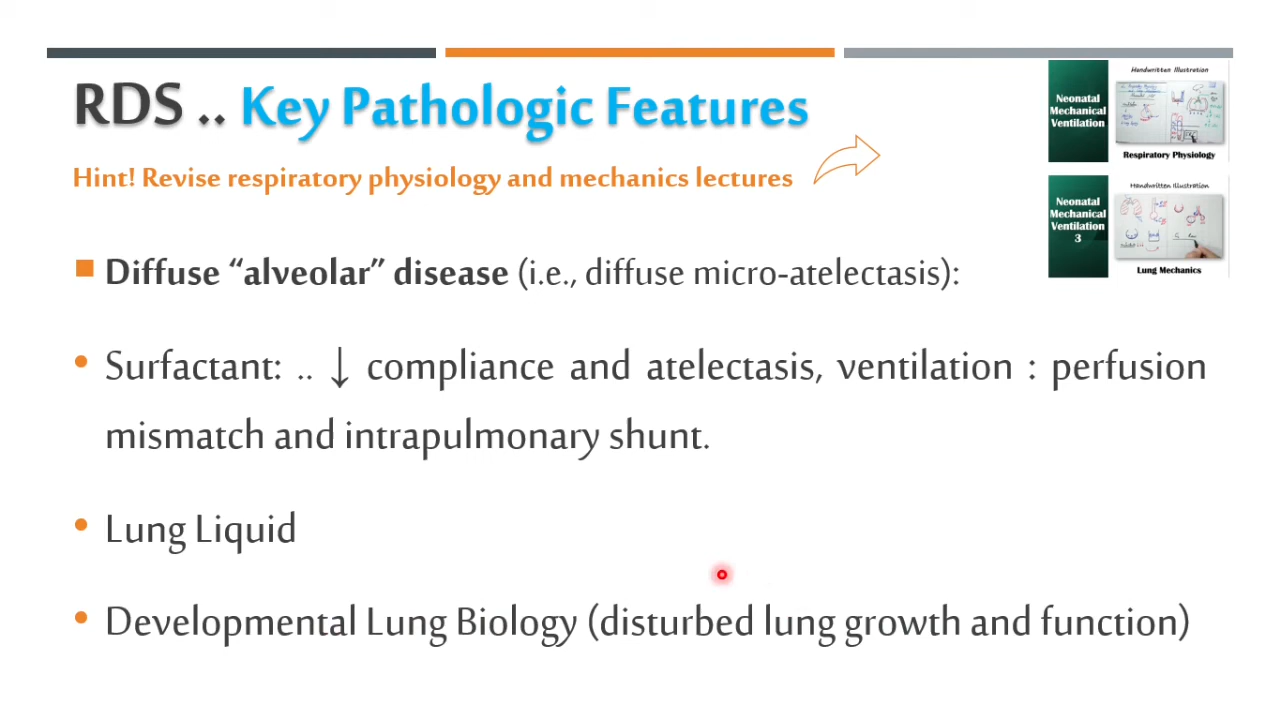 RDS .. Key Pathologic Features
Hint! Revise respiratory physiology and mechanics lectures
Handwritten Illustration
Neonatal
Mechanical
Ventilation
Respiratory Physiology
Handwritten Illustration
Neonatal
Mechanical
Ventilation
3
Lung Mechanics
Diffuse “alveolar” disease (i.e., diffuse micro-atelectasis):
Surfactant: .. ↓ compliance and atelectasis, ventilation : perfusion
mismatch and intrapulmonary shunt.
Lung Liquid
Developmental Lung Biology (disturbed lung growth and function)